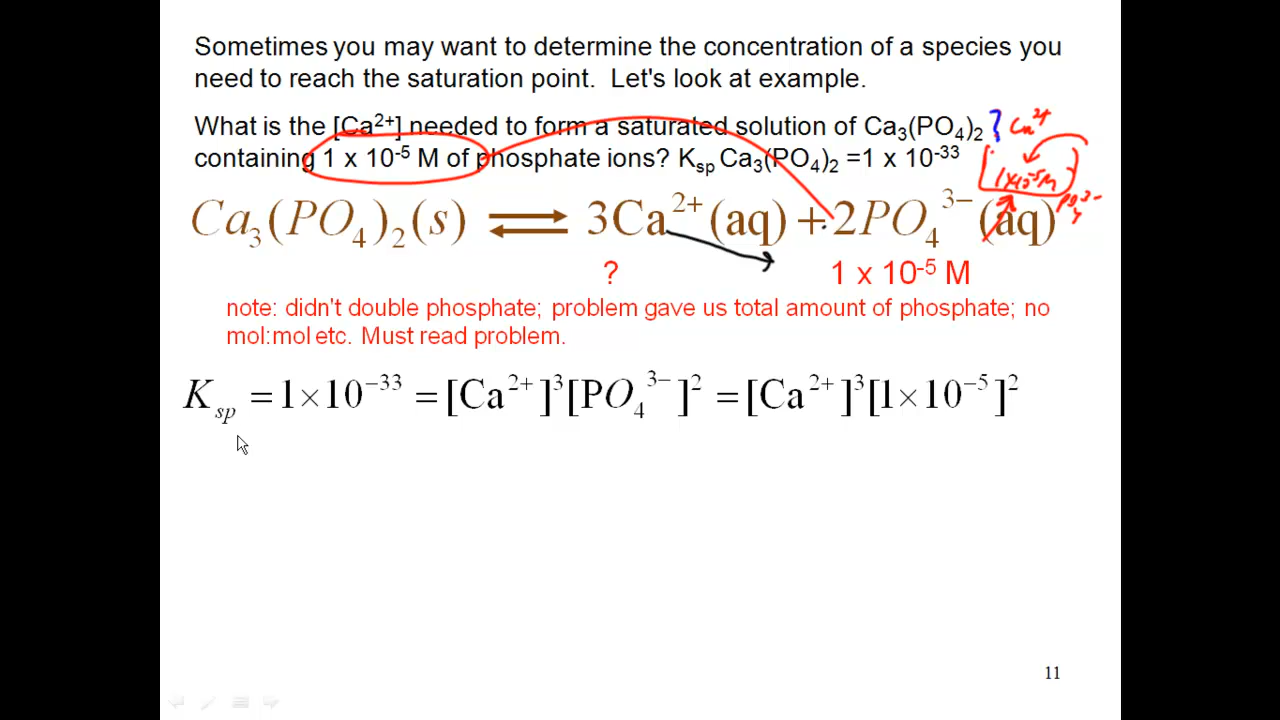 Sometimes you may want to determine the concentration of a species you
need to reach the saturation point. Let's look at example.
What is the [Ca²⁺] needed to form a saturated solution of Ca₃(PO₄)₂ ? Ca²⁺
containing 1 x 10⁻⁵ M of phosphate ions? Kₛₚ Ca₃(PO₄)₂ =1 x 10⁻³³
1x10⁻⁵M
PO₄³⁻
Ca₃(PO₄)₂(s) ⇌ 3Ca²⁺(aq) + 2PO₄³⁻(aq)
? 1 x 10⁻⁵ M
note: didn't double phosphate; problem gave us total amount of phosphate; no
mol:mol etc. Must read problem.
Kₛₚ = 1×10⁻³³ = [Ca²⁺]³[PO₄³⁻]² = [Ca²⁺]³[1×10⁻⁵]²
11